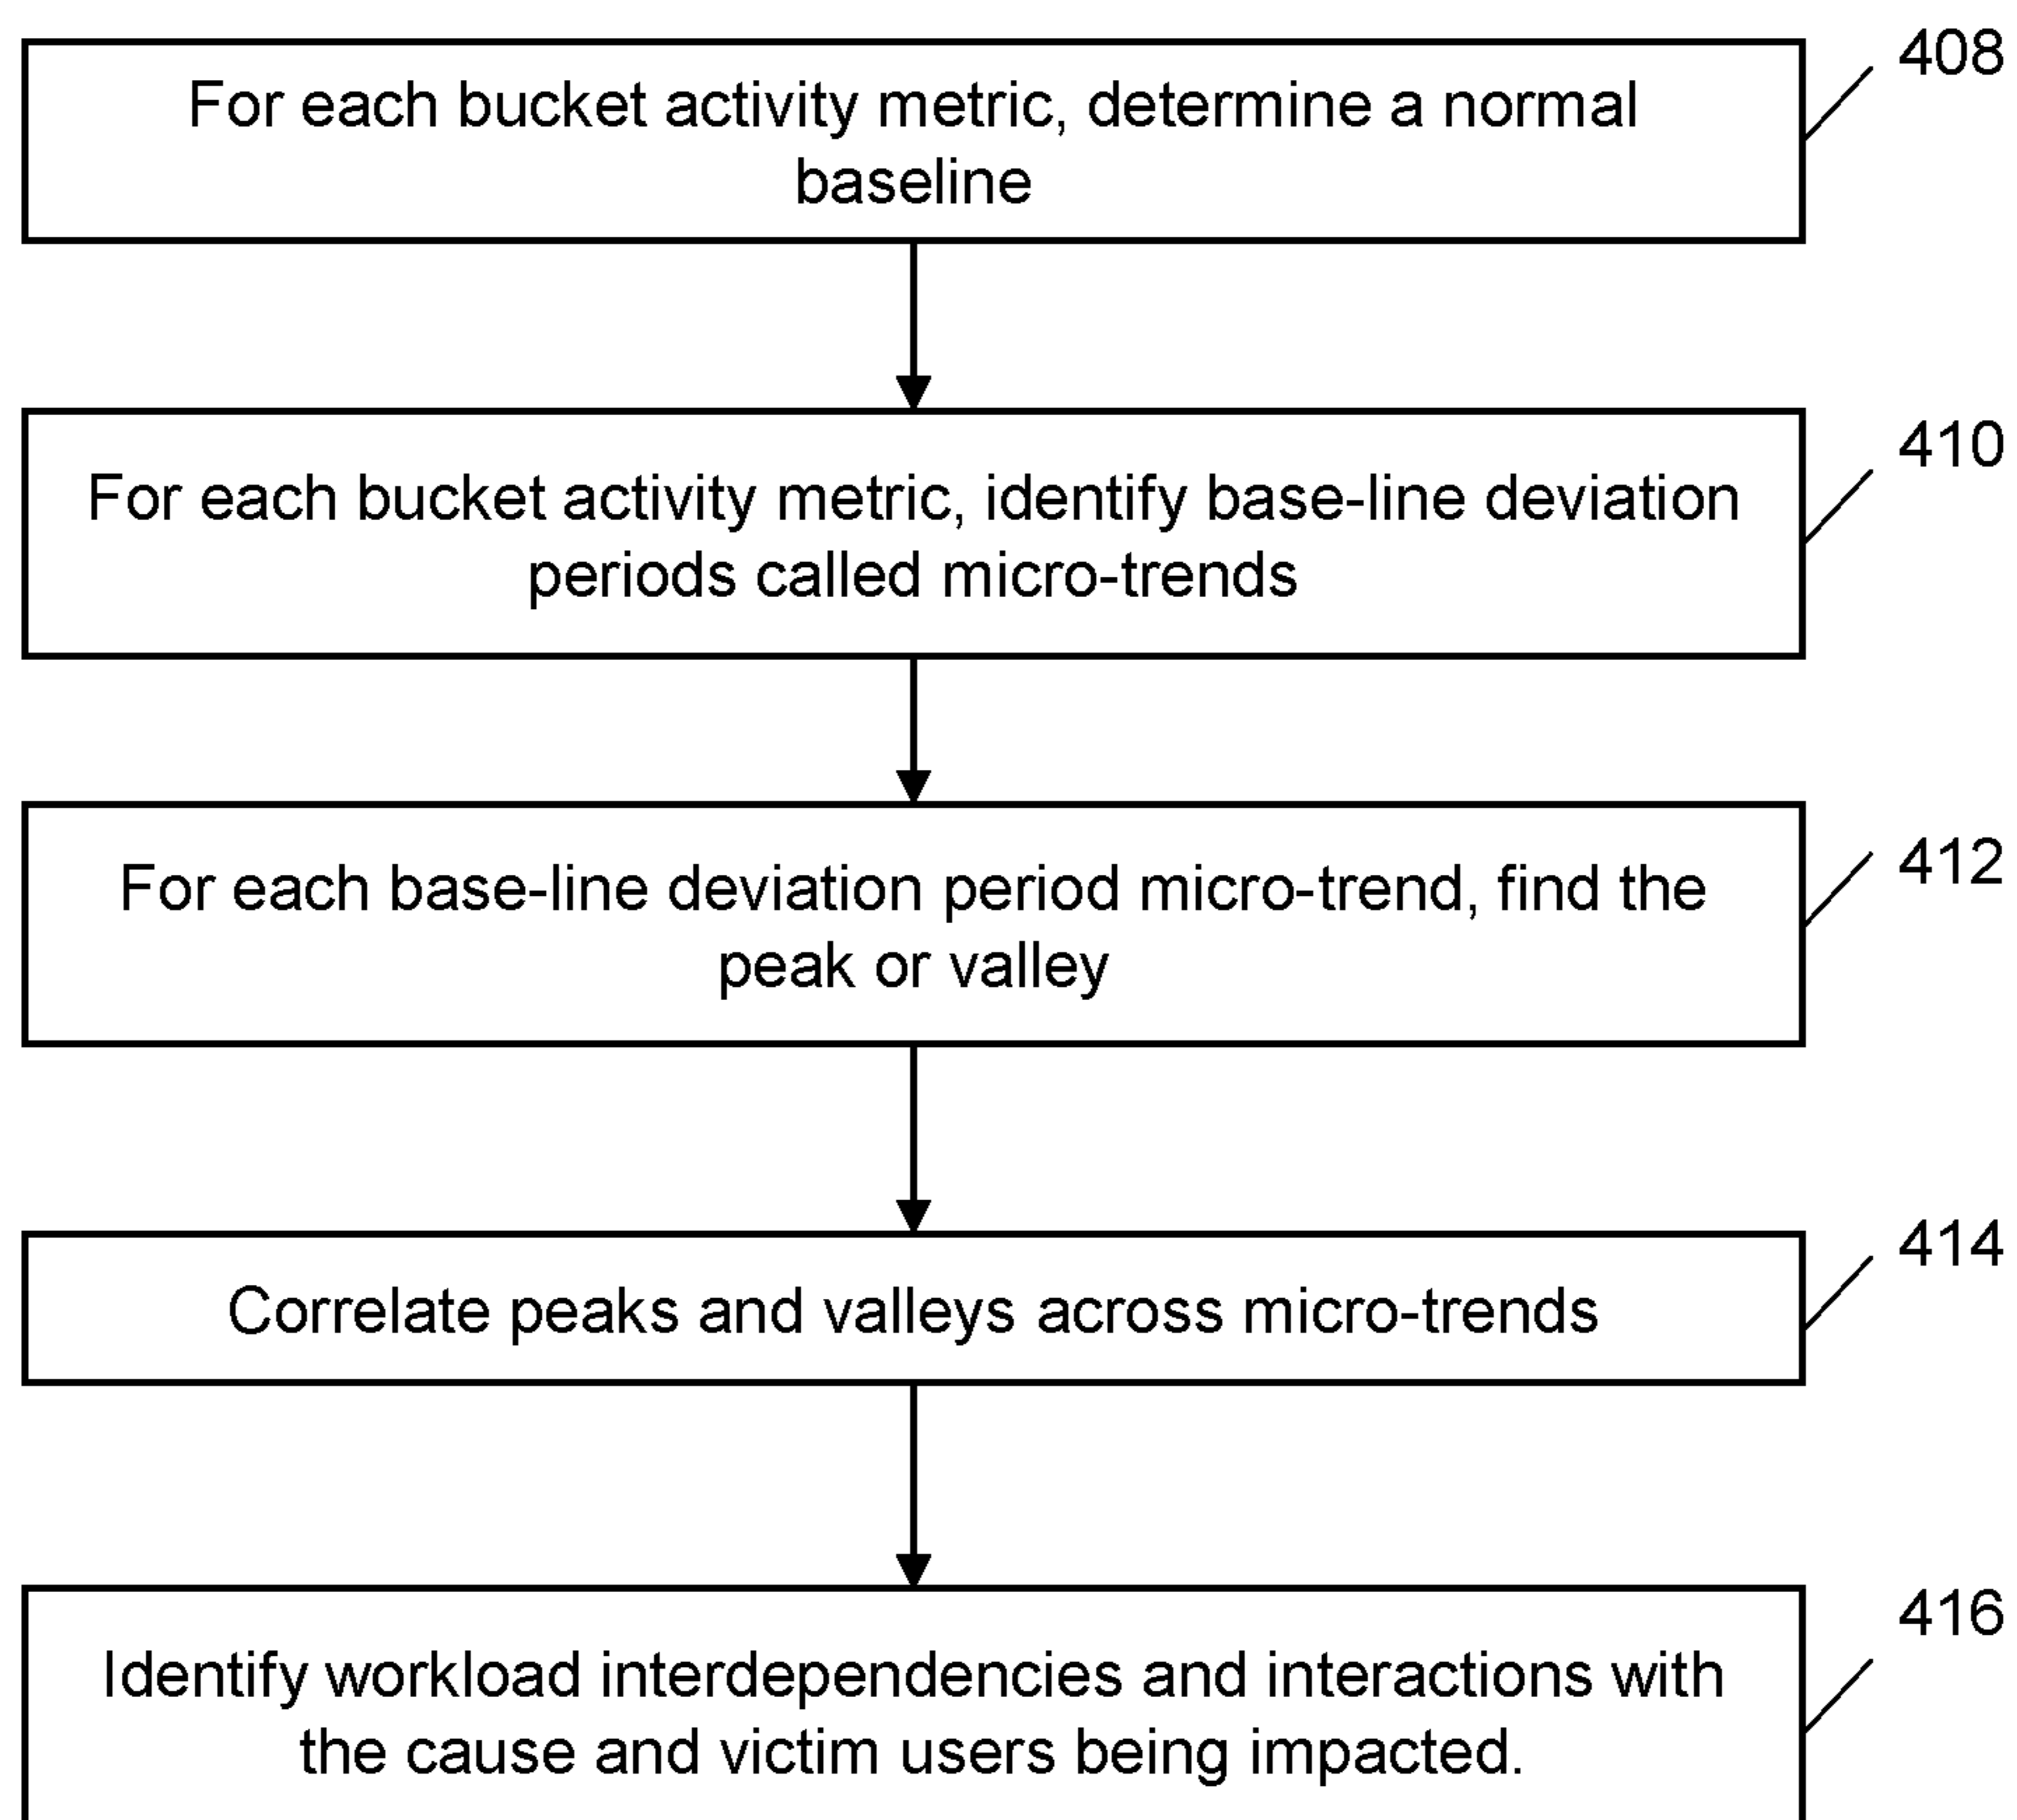 408
For each bucket activity metric, determine a normal
baseline
410
For each bucket activity metric, identify base-line deviation
periods called micro-trends
412
For each base-line deviation period micro-trend, find the
peak or valley
414
Correlate peaks and valleys across micro-trends
416
Identify workload interdependencies and interactions with
the cause and victim users being impacted.